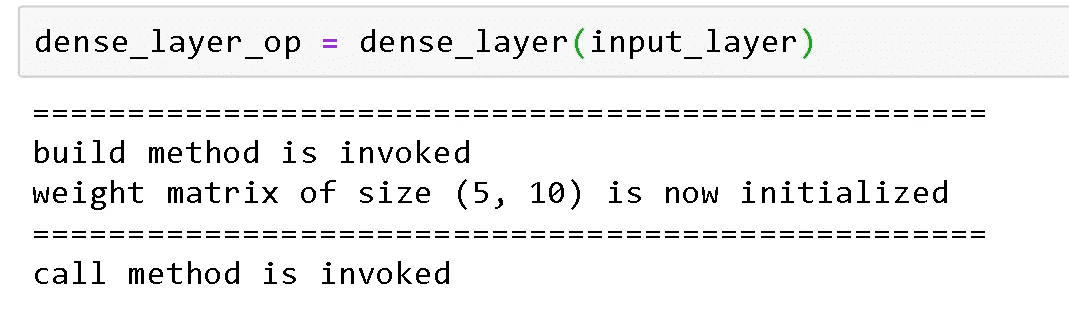 dense_layer_op = dense_layer(input_layer)
==================================================
build method is invoked
weight matrix of size (5, 10) is now initialized
==================================================
call method is invoked